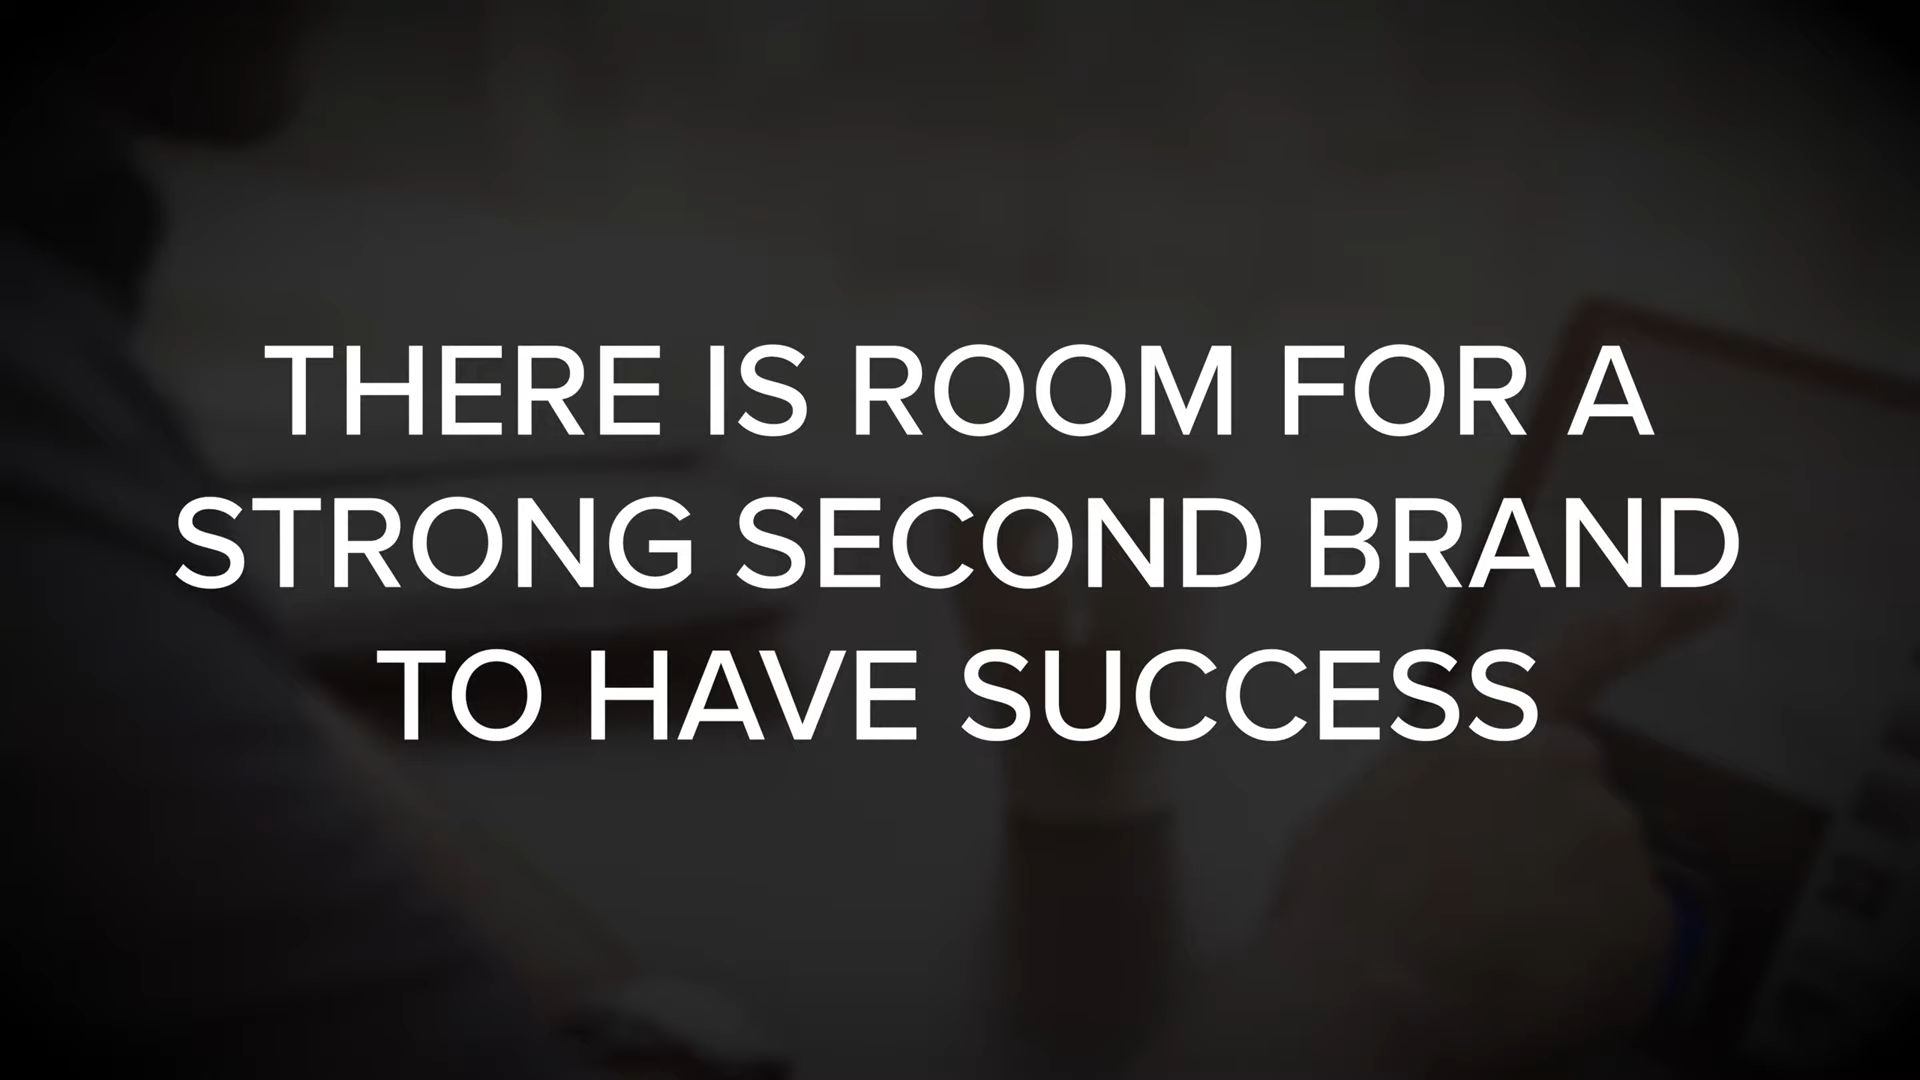 THERE IS ROOM FOR A
STRONG SECOND BRAND
TO HAVE SUCCESS